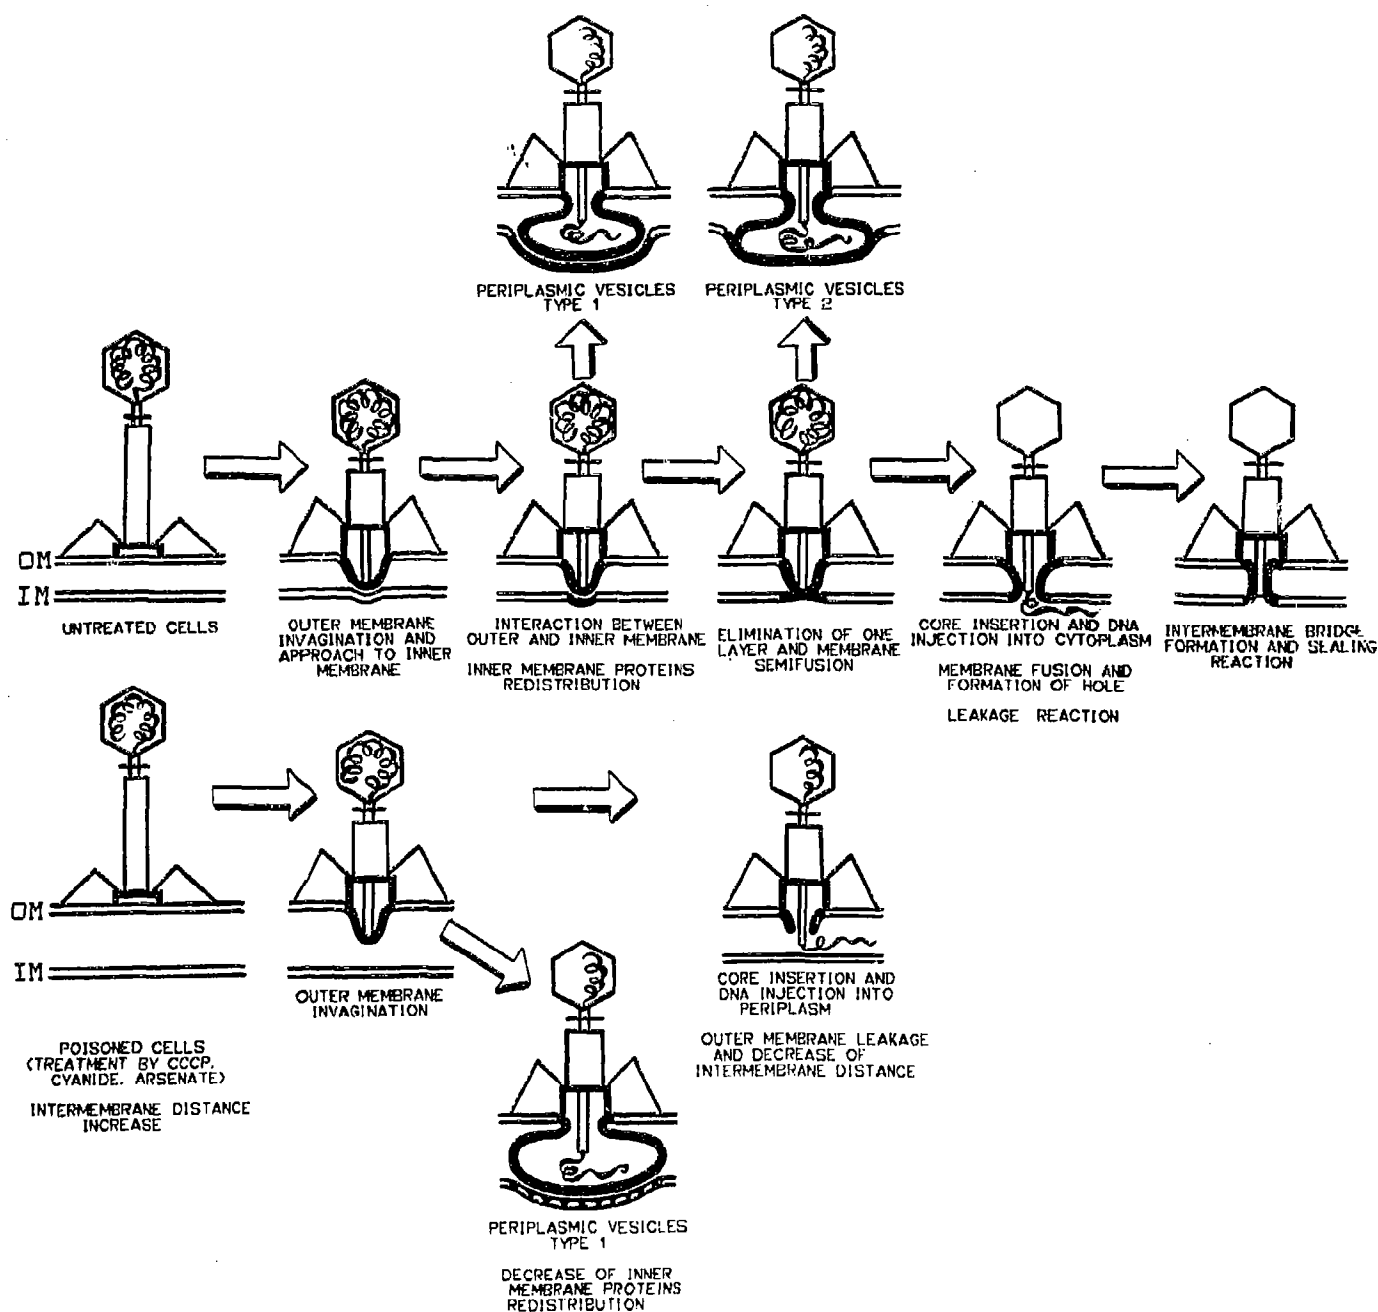 PERIPLASMIC VESICLES
TYPE 1
PERIPLASMIC VESICLES
TYPE 2
OM
IM
UNTREATED CELLS
OUTER MEMBRANE
INVAGINATION AND
APPROACH TO INNER
MEMBRANE
INTERACTION BETWEEN
OUTER AND INNER MEMBRANE
INNER MEMBRANE PROTEINS
REDISTRIBUTION
ELIMINATION OF ONE
LAYER AND MEMBRANE
SEMIFUSION
CORE INSERTION AND DNA
INJECTION INTO CYTOPLASM
MEMBRANE FUSION AND
FORMATION OF HOLE
LEAKAGE REACTION
INTERMEMBRANE BRIDGE
FORMATION AND SEALING
REACTION
OM
IM
POISONED CELLS
(TREATMENT BY CCCP,
CYANIDE, ARSENATE)
INTERMEMBRANE DISTANCE
INCREASE
OUTER MEMBRANE
INVAGINATION
PERIPLASMIC VESICLES
TYPE 1
DECREASE OF INNER
MEMBRANE PROTEINS
REDISTRIBUTION
CORE INSERTION AND
DNA INJECTION INTO
PERIPLASM
OUTER MEMBRANE LEAKAGE
AND DECREASE OF
INTERMEMBRANE DISTANCE